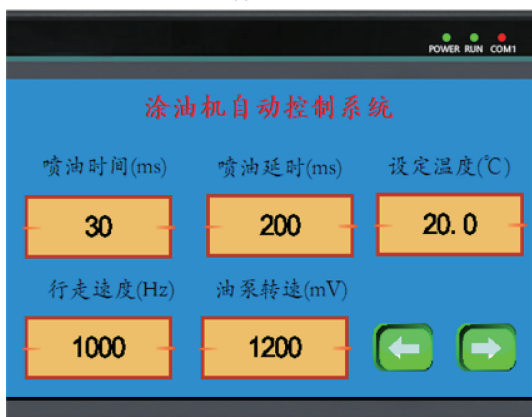 POWER RUN COM1
涂油机自动控制系统
喷油时间(ms) 喷油延时(ms) 设定温度(℃)
30 200 20.0
行走速度(Hz) 油泵转速(mV)
1000 1200